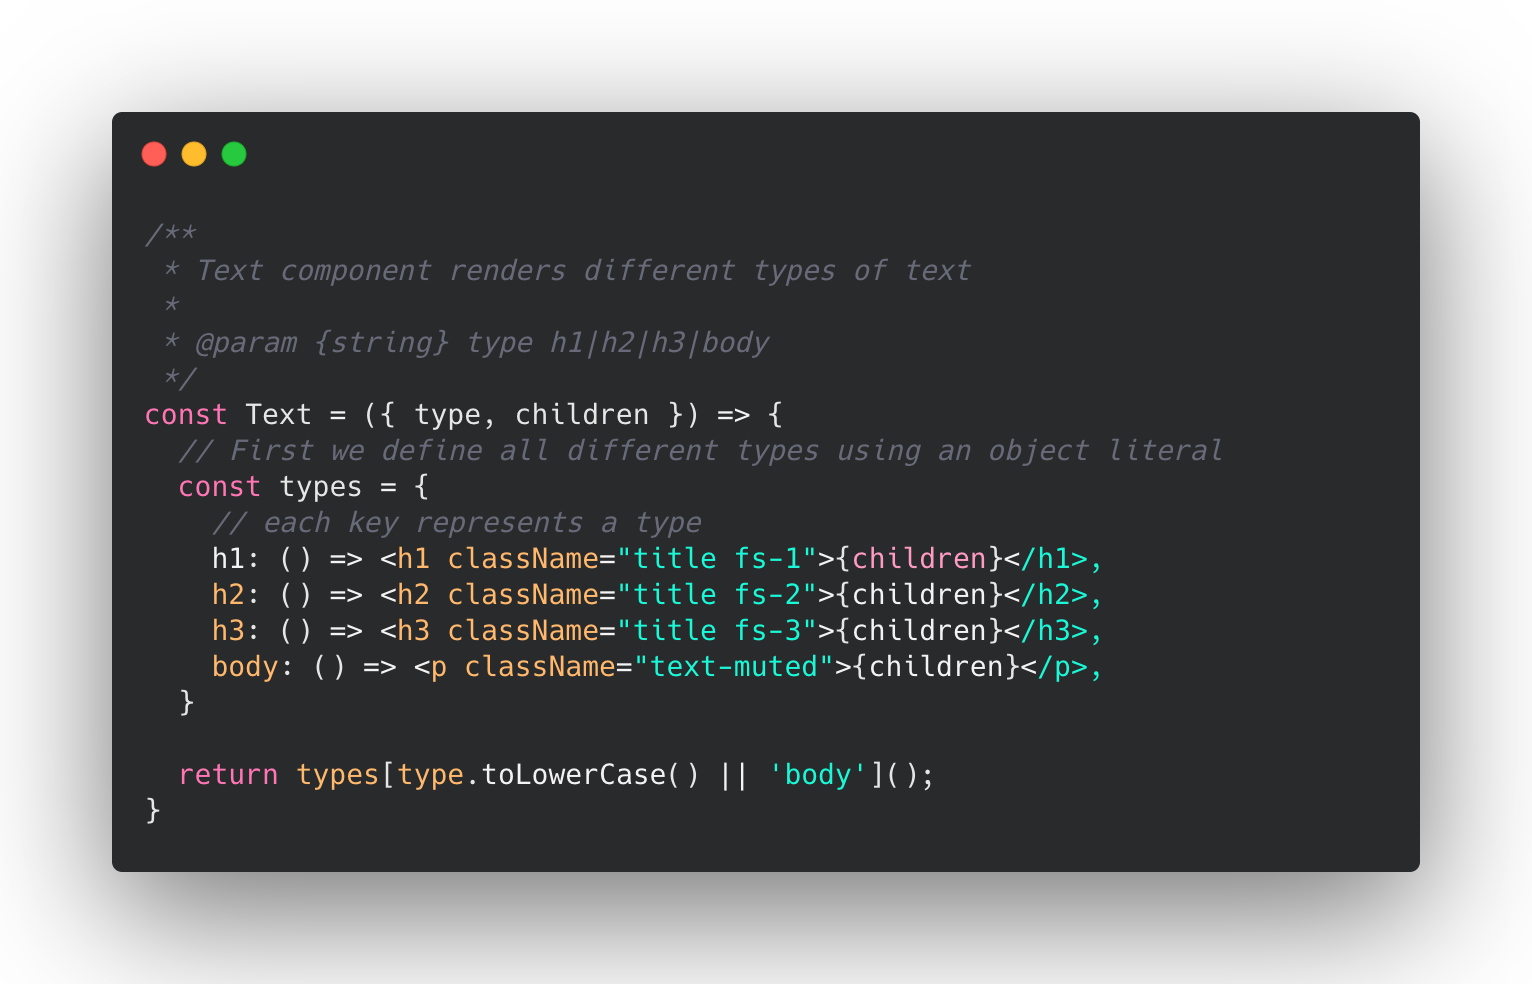 /**
 * Text component renders different types of text
 *
 * @param {string} type h1|h2|h3|body
 */
const Text = ({ type, children }) => {
  // First we define all different types using an object literal
  const types = {
    // each key represents a type
    h1: () => <h1 className="title fs-1">{children}</h1>,
    h2: () => <h2 className="title fs-2">{children}</h2>,
    h3: () => <h3 className="title fs-3">{children}</h3>,
    body: () => <p className="text-muted">{children}</p>,
  }

  return types[type.toLowerCase() || 'body']();
}